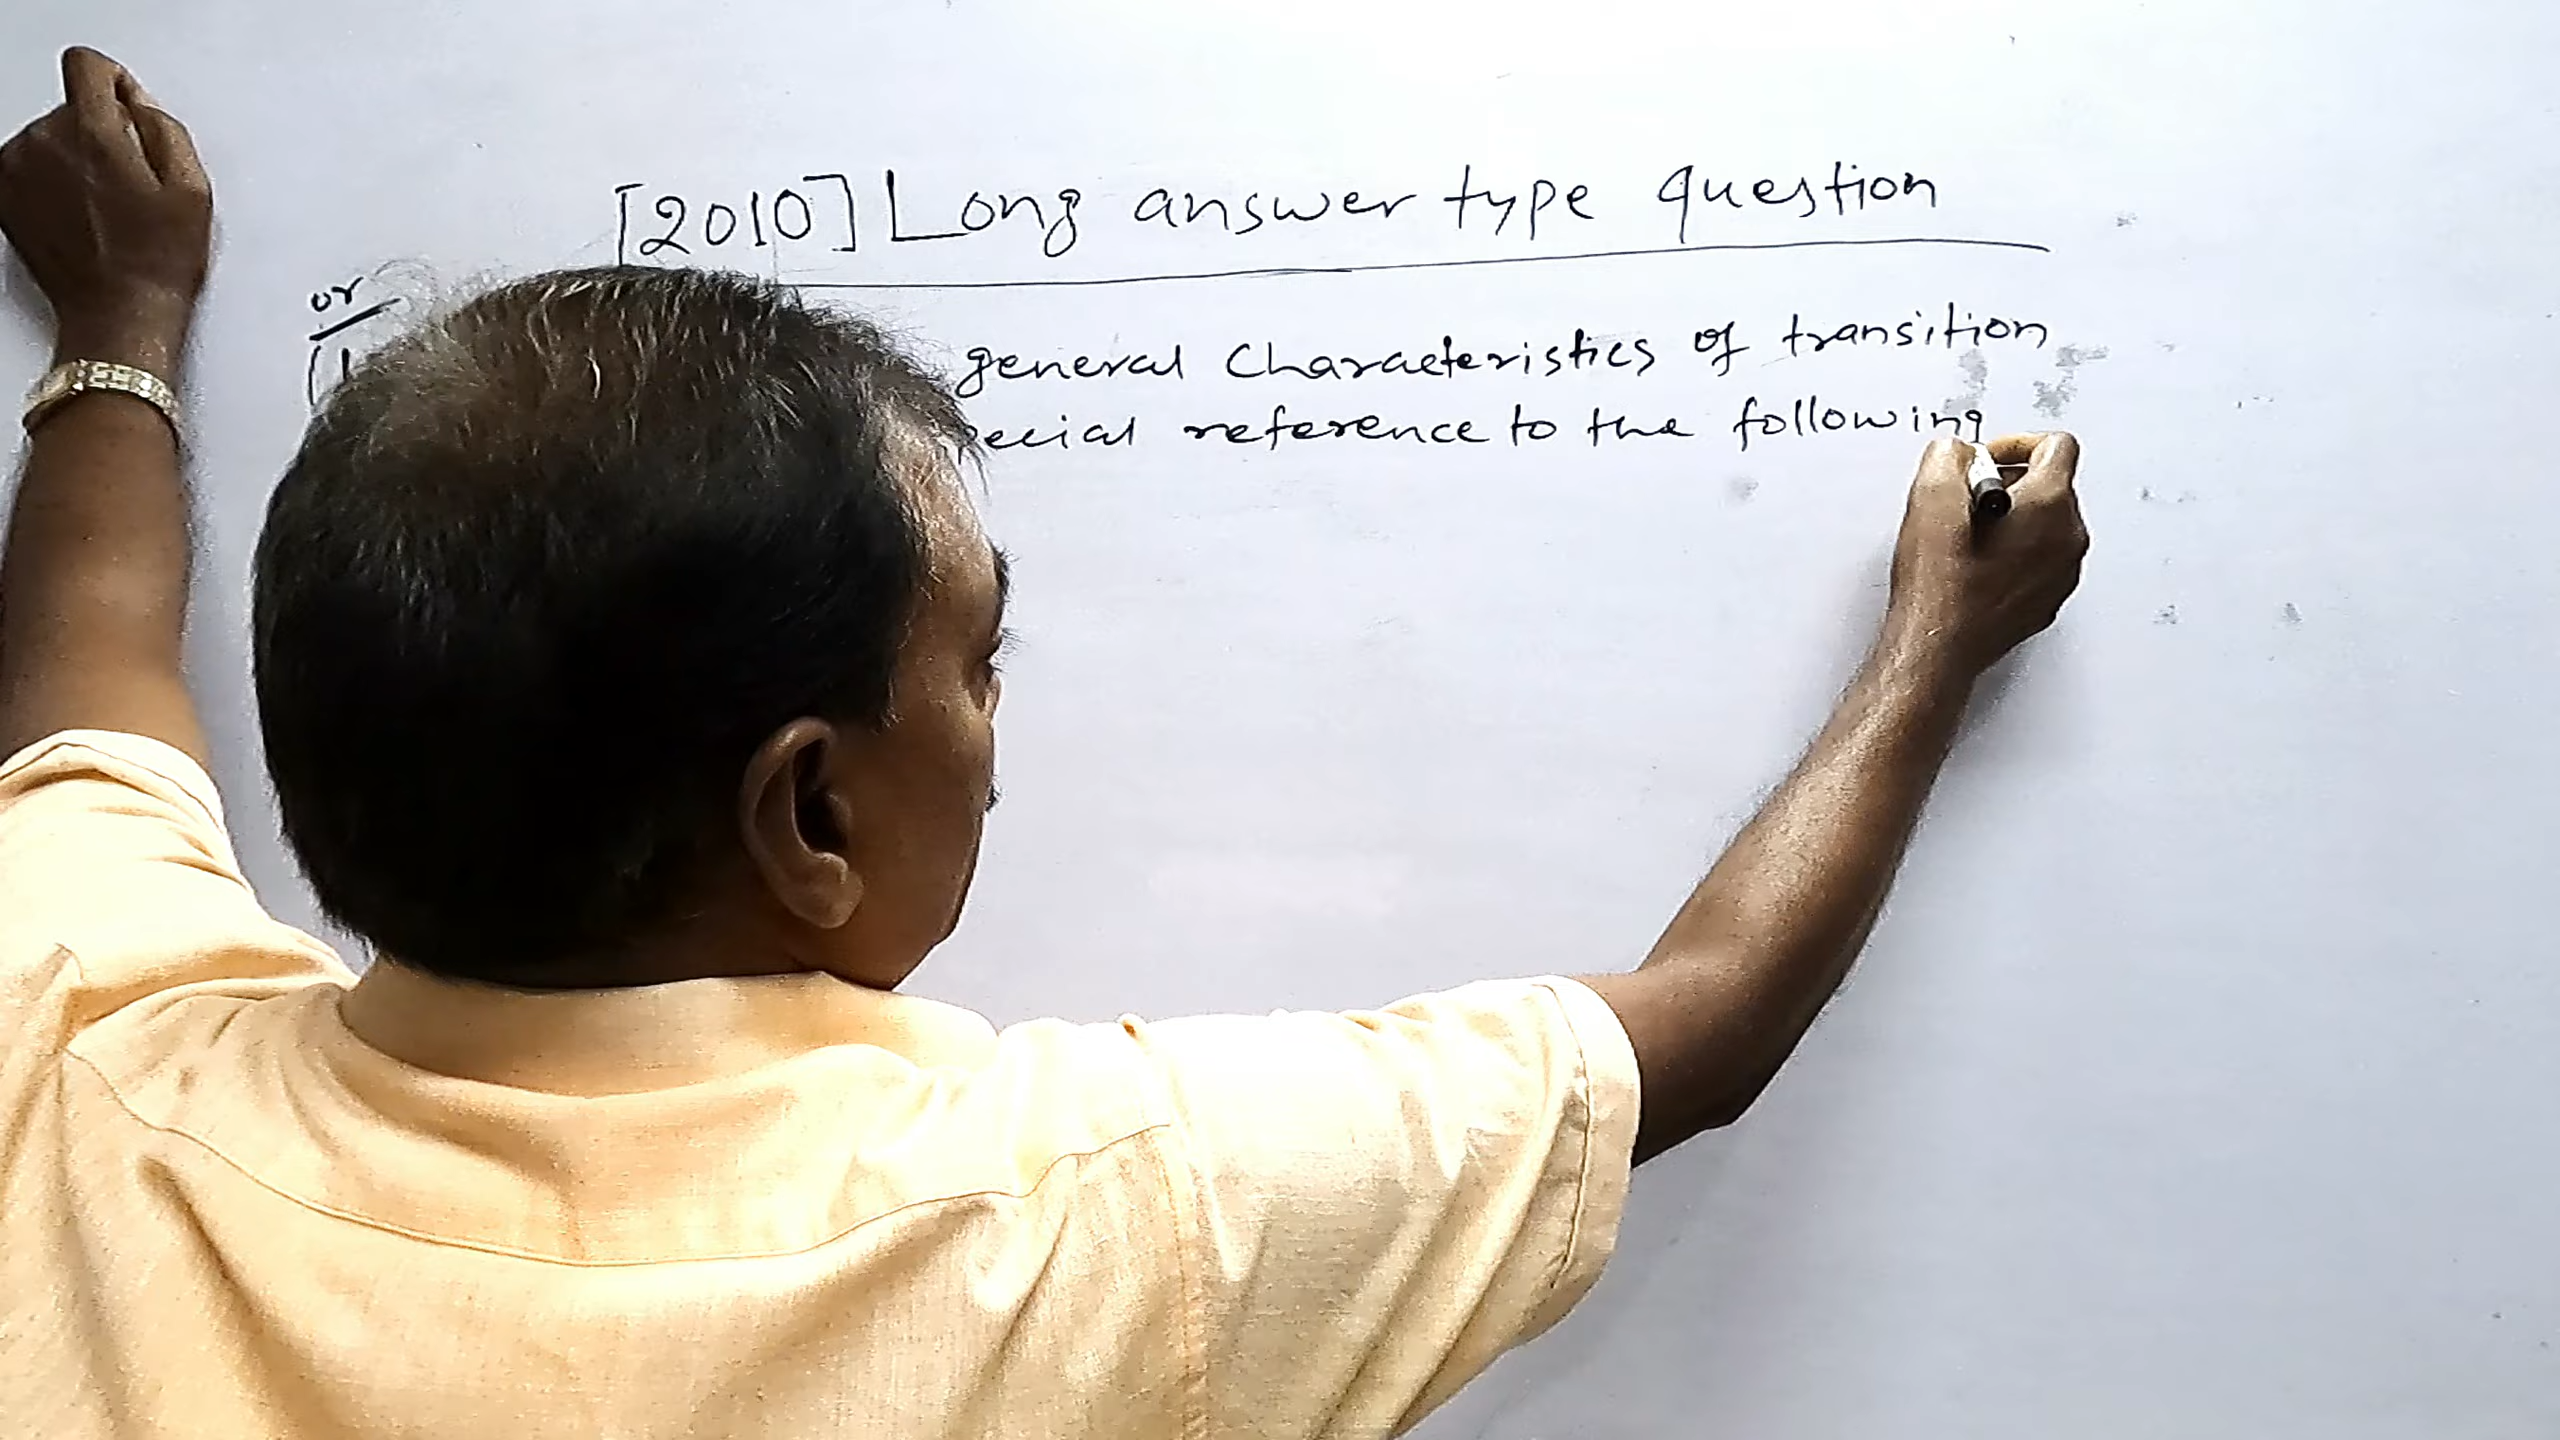 [2010] Long answer type question
or
general characteristics of transition
pecial reference to the following